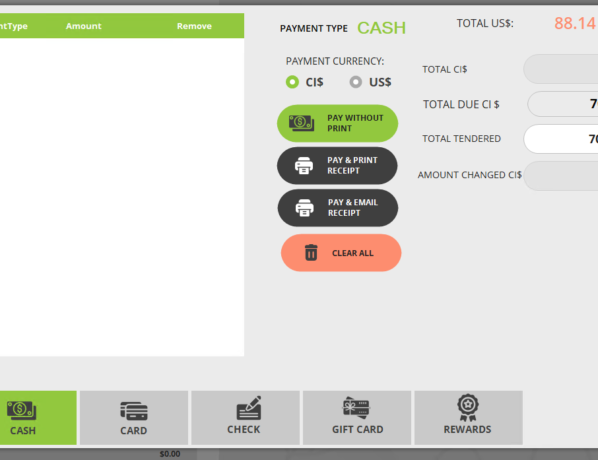 ntType Amount Remove
PAYMENT TYPE CASH
TOTAL US$: 88.14
PAYMENT CURRENCY:
CI$ US$
TOTAL CI$
PAY WITHOUT
PRINT
TOTAL DUE CI $ 70
TOTAL TENDERED 70
PAY & PRINT
RECEIPT
AMOUNT CHANGED CI$
PAY & EMAIL
RECEIPT
CLEAR ALL
CASH CARD CHECK GIFT CARD REWARDS
$0.00